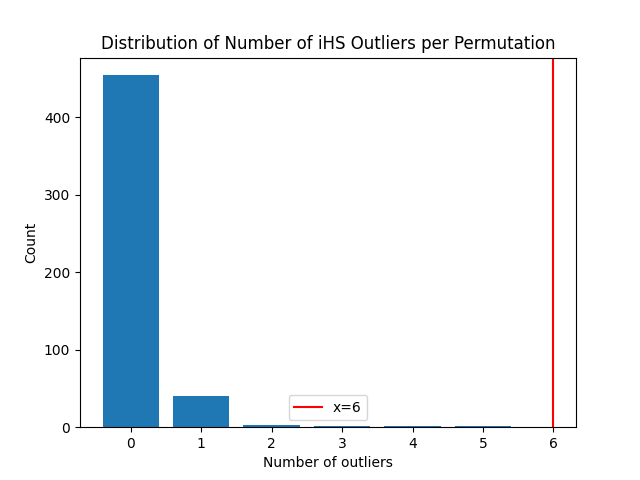 Distribution of Number of iHS Outliers per Permutation
400
300
200
100
0
Count
x=6
0 1 2 3 4 5 6
Number of outliers